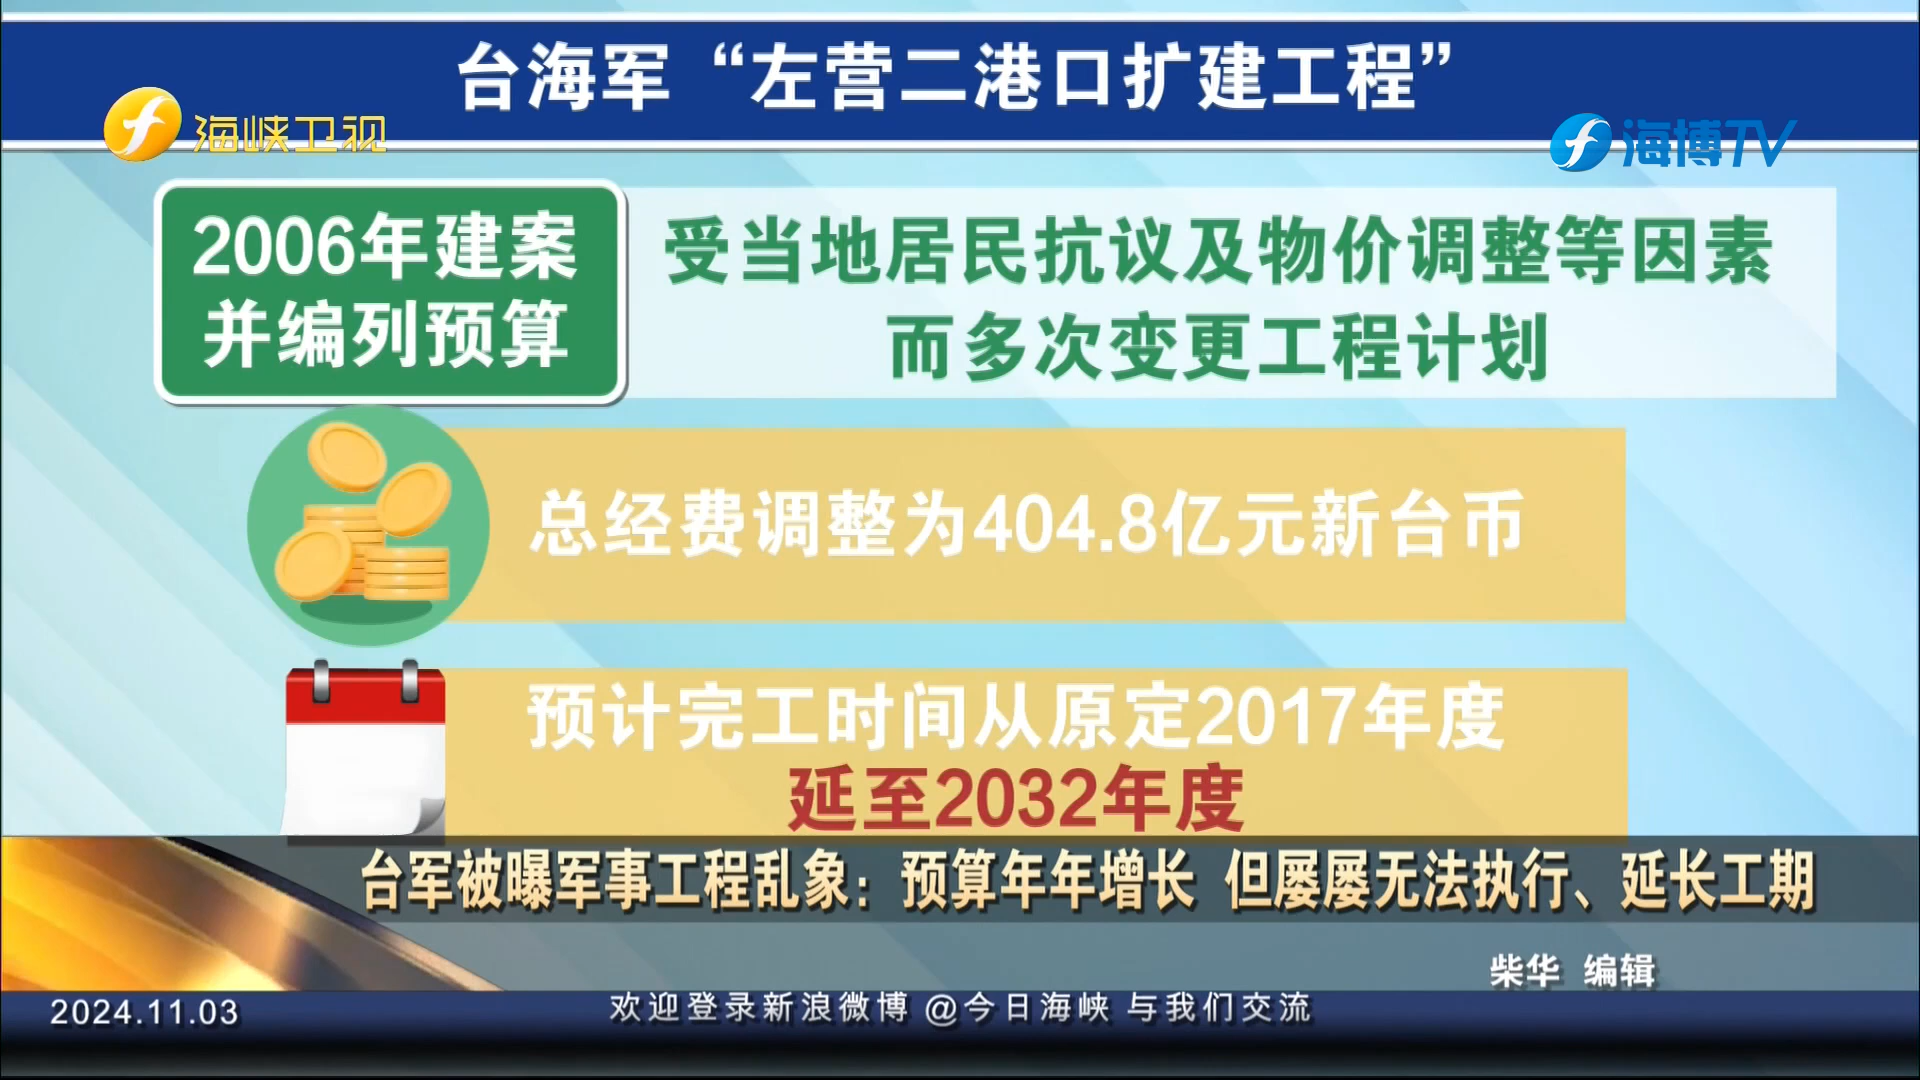 台海军“左营二港口扩建工程”
海峡卫视
海博TV
2006年建案
并编列预算
受当地居民抗议及物价调整等因素
而多次变更工程计划
总经费调整为404.8亿元新台币
预计完工时间从原定2017年度
延至2032年度
台军被曝军事工程乱象：预算年年增长 但屡屡无法执行、延长工期
柴华 编辑
2024.11.03
欢迎登录新浪微博 @今日海峡 与我们交流